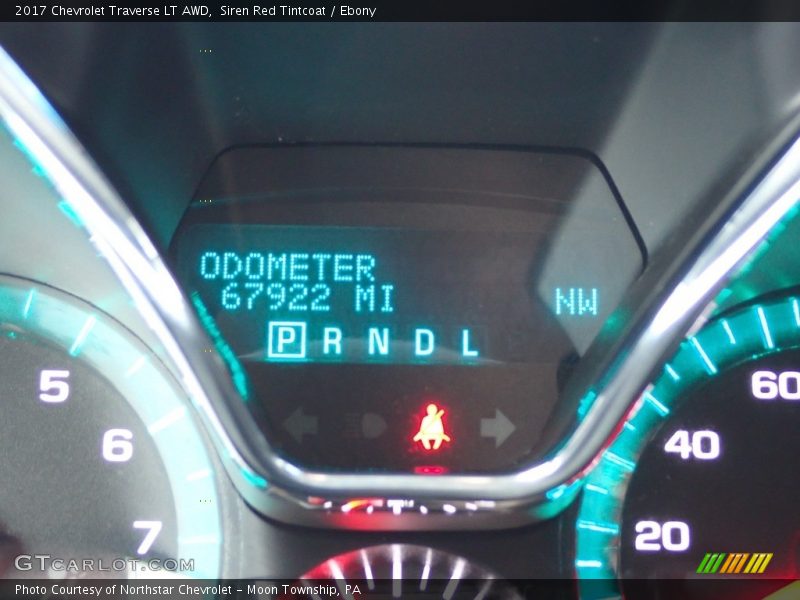 2017 Chevrolet Traverse LT AWD,  Siren Red Tintcoat / Ebony
ODOMETER
67922 MI
NW
P R N D L
5
6
7
60
40
20
GTCARLOT.COM
Photo Courtesy of Northstar Chevrolet - Moon Township, PA